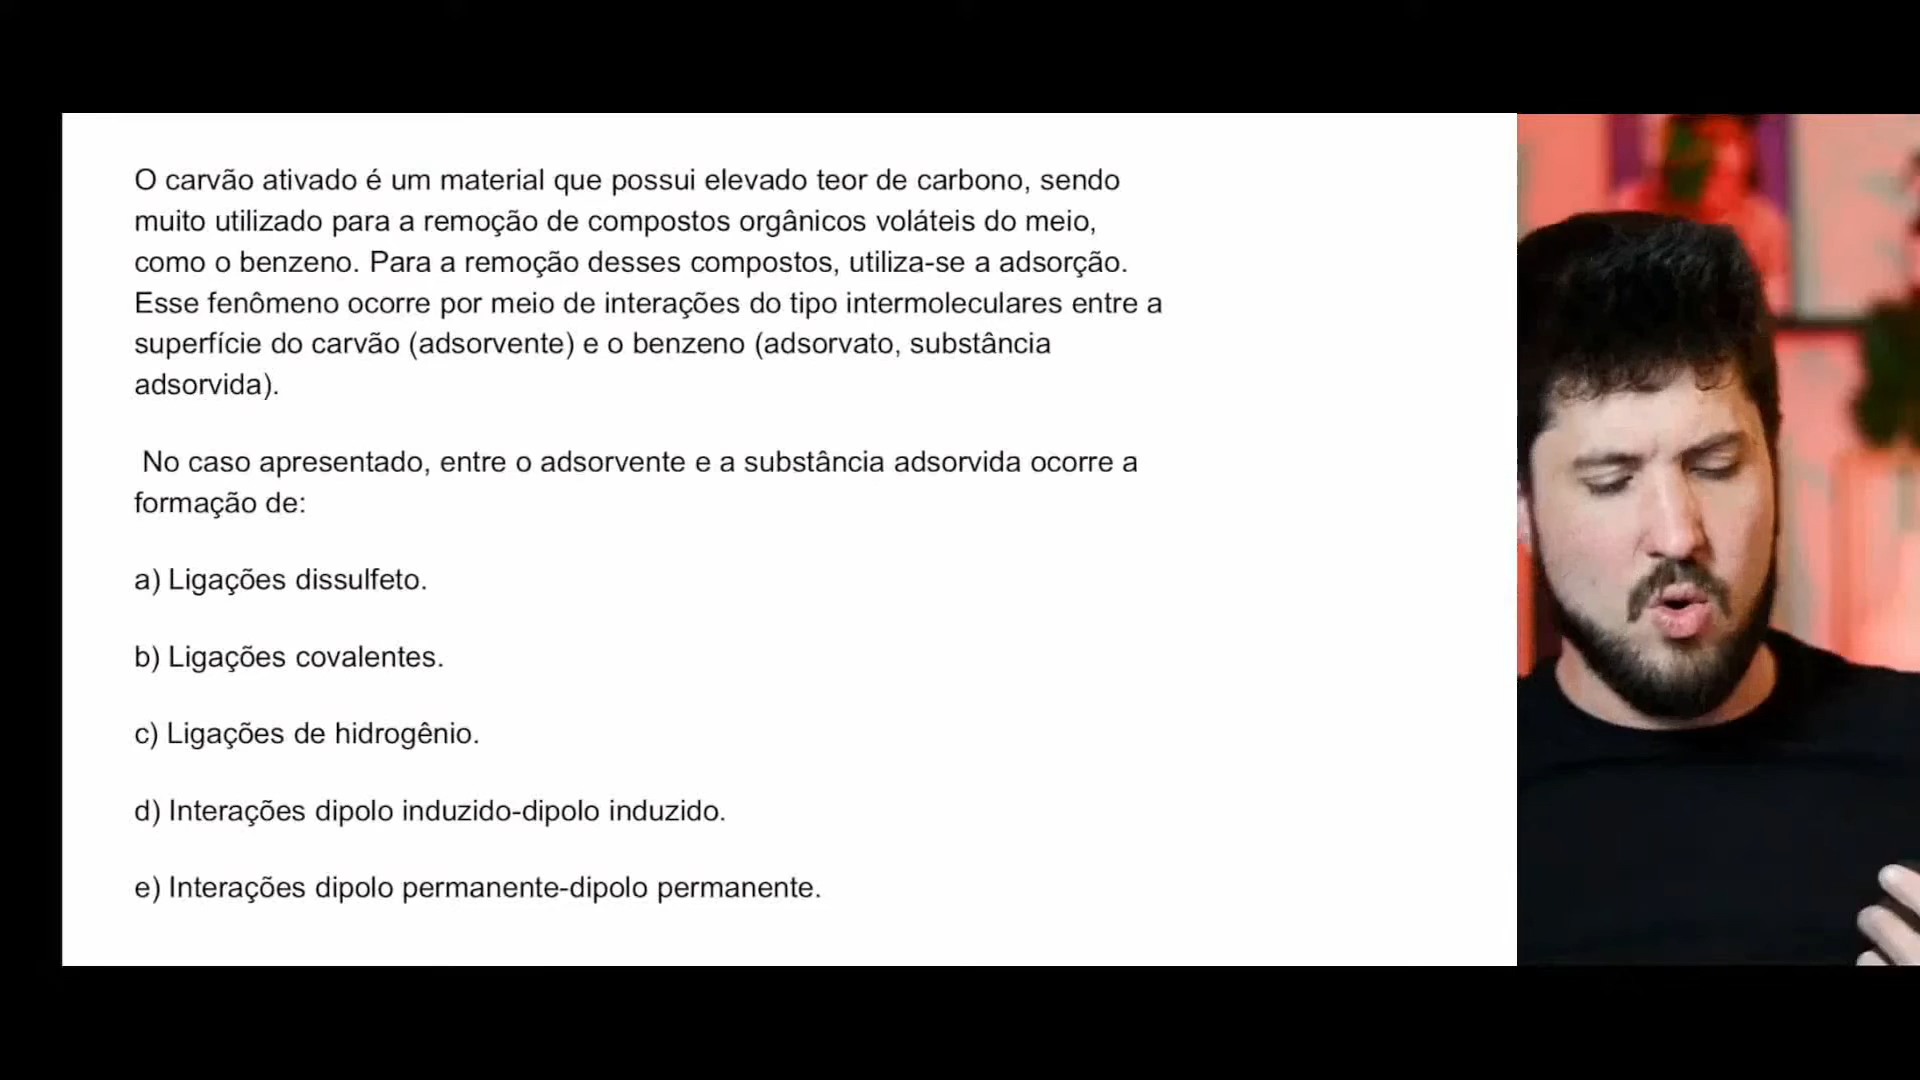 O carvão ativado é um material que possui elevado teor de carbono, sendo
muito utilizado para a remoção de compostos orgânicos voláteis do meio,
como o benzeno. Para a remoção desses compostos, utiliza-se a adsorção.
Esse fenômeno ocorre por meio de interações do tipo intermoleculares entre a
superfície do carvão (adsorvente) e o benzeno (adsorvato, substância
adsorvida).
No caso apresentado, entre o adsorvente e a substância adsorvida ocorre a
formação de:
a) Ligações dissulfeto.
b) Ligações covalentes.
c) Ligações de hidrogênio.
d) Interações dipolo induzido-dipolo induzido.
e) Interações dipolo permanente-dipolo permanente.